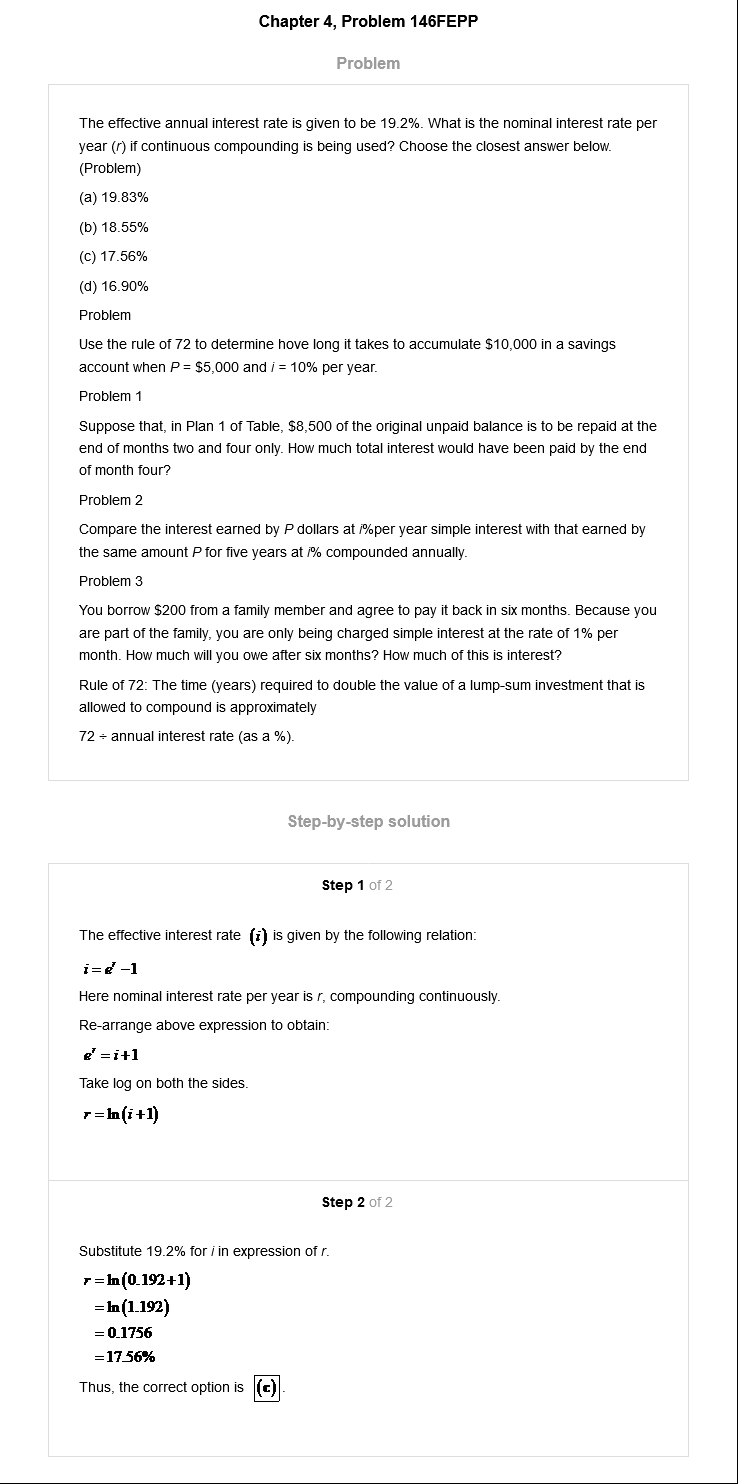 Chapter 4, Problem 146FEPP
Problem
The effective annual interest rate is given to be 19.2%. What is the nominal interest rate per
year (r) if continuous compounding is being used? Choose the closest answer below.
(Problem)
(a) 19.83%
(b) 18.55%
(c) 17.56%
(d) 16.90%
Problem
Use the rule of 72 to determine hove long it takes to accumulate $10,000 in a savings
account when P = $5,000 and i = 10% per year.
Problem 1
Suppose that, in Plan 1 of Table, $8,500 of the original unpaid balance is to be repaid at the
end of months two and four only. How much total interest would have been paid by the end
of month four?
Problem 2
Compare the interest earned by P dollars at i%per year simple interest with that earned by
the same amount P for five years at i% compounded annually.
Problem 3
You borrow $200 from a family member and agree to pay it back in six months. Because you
are part of the family, you are only being charged simple interest at the rate of 1% per
month. How much will you owe after six months? How much of this is interest?
Rule of 72: The time (years) required to double the value of a lump-sum investment that is
allowed to compound is approximately
72 ÷ annual interest rate (as a %).
Step-by-step solution
Step 1 of 2
The effective interest rate (i) is given by the following relation:
i = eʳ −1
Here nominal interest rate per year is r, compounding continuously.
Re-arrange above expression to obtain:
eʳ = i+1
Take log on both the sides.
r = ln(i+1)
Step 2 of 2
Substitute 19.2% for i in expression of r.
r = ln(0.192+1)
= ln(1.192)
= 0.1756
= 17.56%
Thus, the correct option is (c).